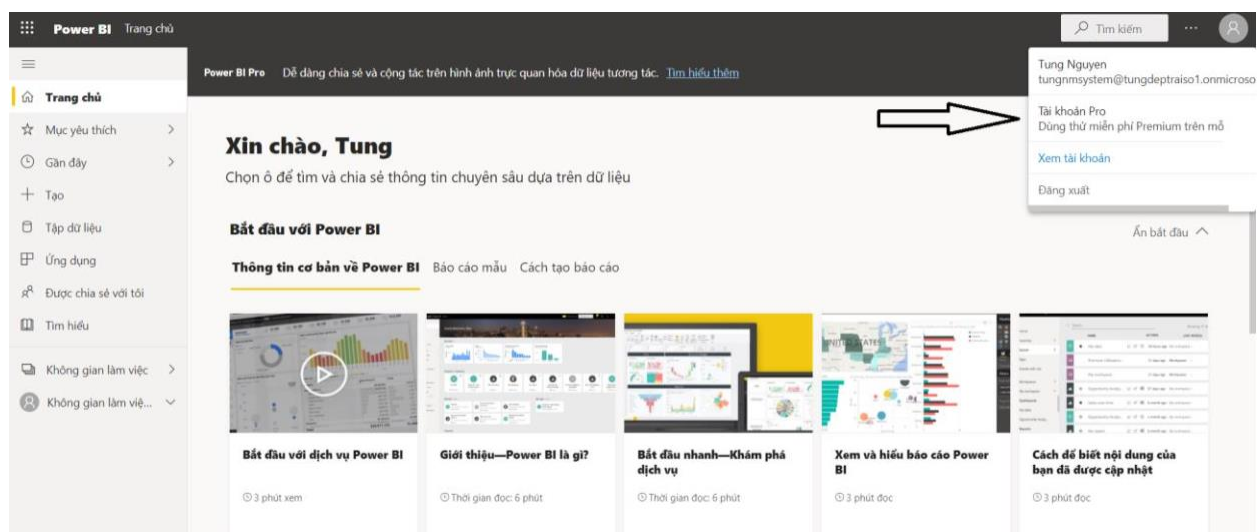 Power BI Trang chủ
Tìm kiếm
Power BI Pro Dễ dàng chia sẻ và cộng tác trên hình ảnh trực quan hóa dữ liệu tương tác. Tìm hiểu thêm
Tung Nguyen
tungnmsystem@tungdeptraiso1.onmicroso
Tài khoản Pro
Dùng thử miễn phí Premium trên mỗ
Xem tài khoản
Đăng xuất
Trang chủ
Mục yêu thích
Gần đây
Tạo
Tập dữ liệu
Ứng dụng
Được chia sẻ với tôi
Tìm hiểu
Không gian làm việc
Không gian làm việ...
Xin chào, Tung
Chọn ô để tìm và chia sẻ thông tin chuyên sâu dựa trên dữ liệu
Bắt đầu với Power BI
Ẩn bắt đầu
Thông tin cơ bản về Power BI Báo cáo mẫu Cách tạo báo cáo
UNITED STATES
Bắt đầu với dịch vụ Power BI
3 phút xem
Giới thiệu—Power BI là gì?
Thời gian đọc: 6 phút
Bắt đầu nhanh—Khám phá
dịch vụ
Thời gian đọc: 6 phút
Xem và hiểu báo cáo Power
BI
3 phút đọc
Cách để biết nội dung của
bạn đã được cập nhật
3 phút đọc